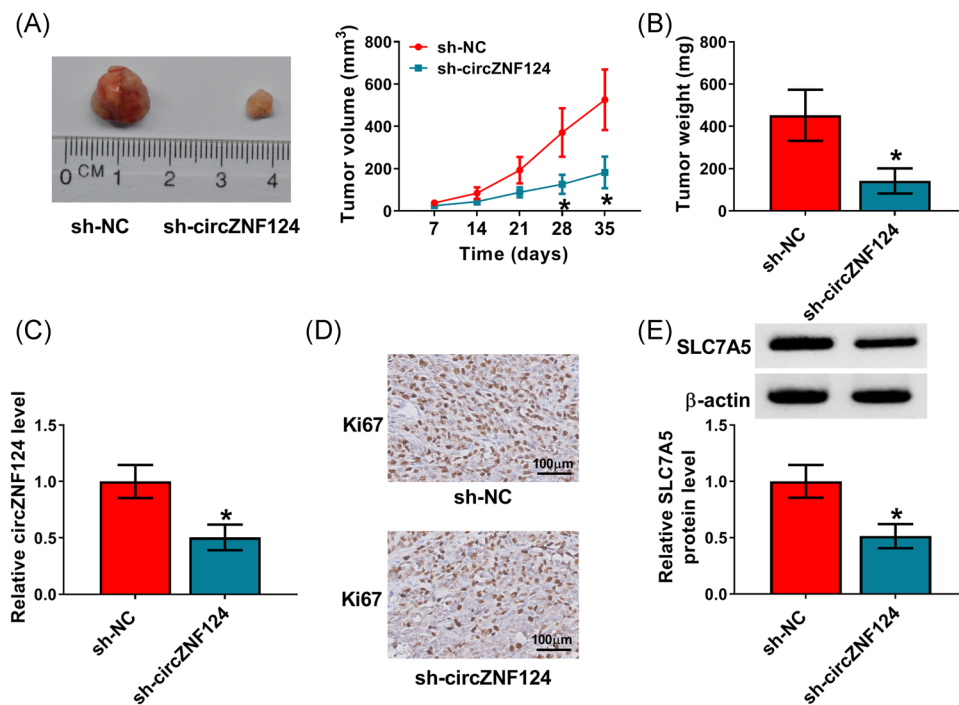 (A)
0 CM 1 2 3 4
sh-NC sh-circZNF124
Tumor volume (mm³)
800
600
400
200
0
sh-NC
sh-circZNF124
7 14 21 28 35
* *
Time (days)
(B)
Tumor weight (mg)
800
600
400
200
0
*
sh-NC
sh-circZNF124
(C)
Relative circZNF124 level
1.5
1.0
0.5
0.0
*
sh-NC
sh-circZNF124
(D)
Ki67
100μm
sh-NC
Ki67
100μm
sh-circZNF124
(E)
SLC7A5
β-actin
Relative SLC7A5
protein level
1.5
1.0
0.5
0.0
*
sh-NC
sh-circZNF124